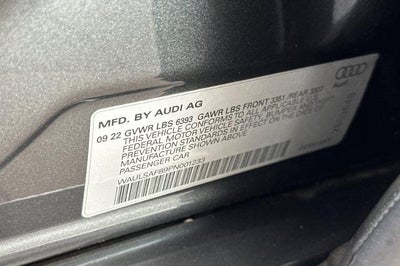 MFD. BY AUDI AG
09 22 GVWR LBS 6393 GAWR LBS FRONT 3351 / REAR 3307
THIS VEHICLE CONFORMS TO ALL APPLICABLE U.S.
FEDERAL MOTOR VEHICLE SAFETY, BUMPER AND THEFT
PREVENTION STANDARDS IN EFFECT ON THE DATE OF
MANUFACTURE SHOWN ABOVE.
PASSENGER CAR
WAULSAF89PN001233
Audi